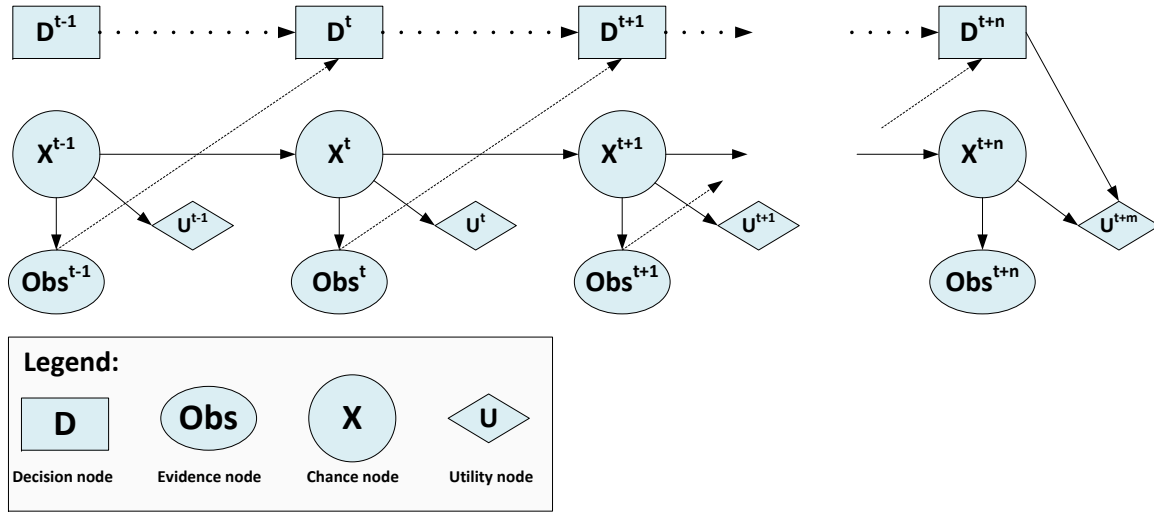 D^t-1 D^t D^t+1 D^t+n
X^t-1 X^t X^t+1 X^t+n
U^t-1 U^t U^t+1 U^t+m
Obs^t-1 Obs^t Obs^t+1 Obs^t+n
Legend:
D Obs X U
Decision node Evidence node Chance node Utility node